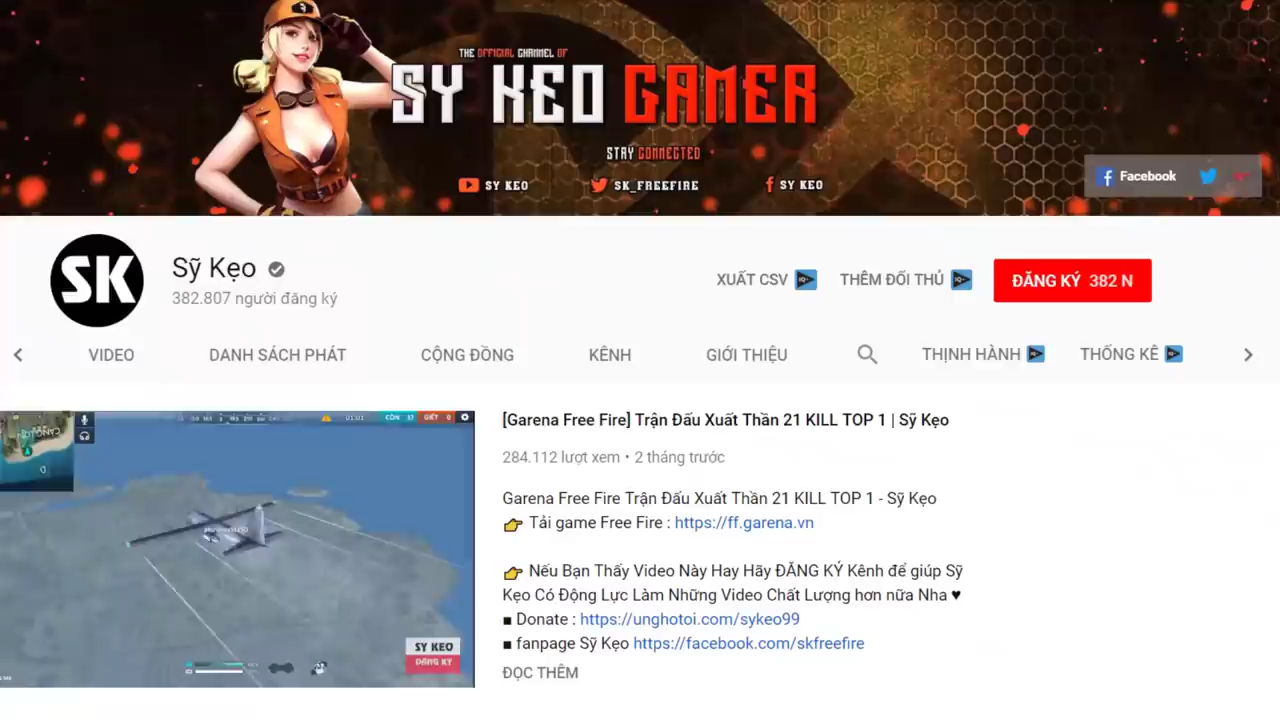 THE OFFICIAL CHANNEL OF
SY KEO GAMER
STAY CONNECTED
SY KEO SK_FREEFIRE SY KEO
Facebook
SK
Sỹ Kẹo
382.807 người đăng ký
XUẤT CSV THÊM ĐỐI THỦ ĐĂNG KÝ 382 N
VIDEO DANH SÁCH PHÁT CỘNG ĐỒNG KÊNH GIỚI THIỆU THỊNH HÀNH THỐNG KÊ
CÒN 37 GIẾT 0
01:01
SY KEO
ĐĂNG KÝ
[Garena Free Fire] Trận Đấu Xuất Thần 21 KILL TOP 1 | Sỹ Kẹo
284.112 lượt xem • 2 tháng trước
Garena Free Fire Trận Đấu Xuất Thần 21 KILL TOP 1 - Sỹ Kẹo
👉 Tải game Free Fire : https://ff.garena.vn
👉 Nếu Bạn Thấy Video Này Hay Hãy ĐĂNG KÝ Kênh để giúp Sỹ
Kẹo Có Động Lực Làm Những Video Chất Lượng hơn nữa Nha ♥
■ Donate : https://unghotoi.com/sykeo99
■ fanpage Sỹ Kẹo https://facebook.com/skfreefire
ĐỌC THÊM